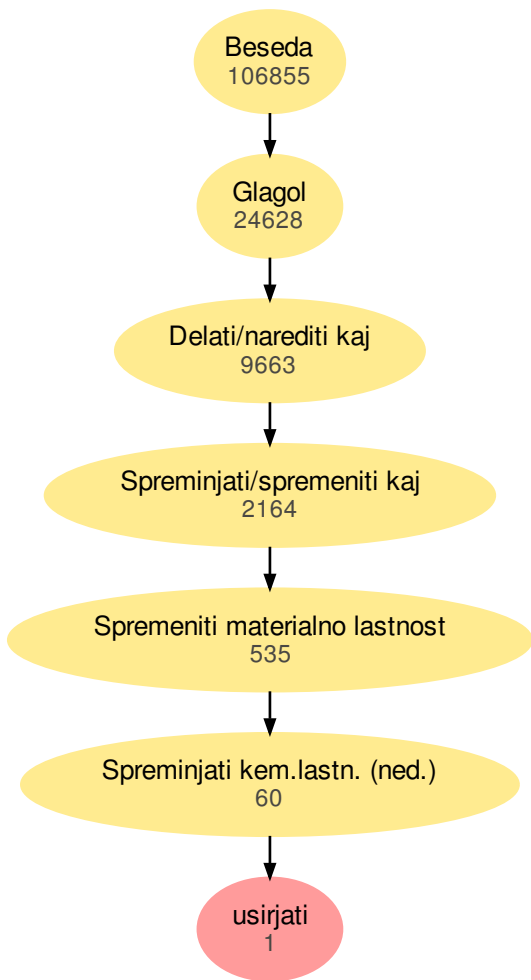 Beseda
106855
Glagol
24628
Delati/narediti kaj
9663
Spreminjati/spremeniti kaj
2164
Spremeniti materialno lastnost
535
Spreminjati kem.lastn. (ned.)
60
usirjati
1